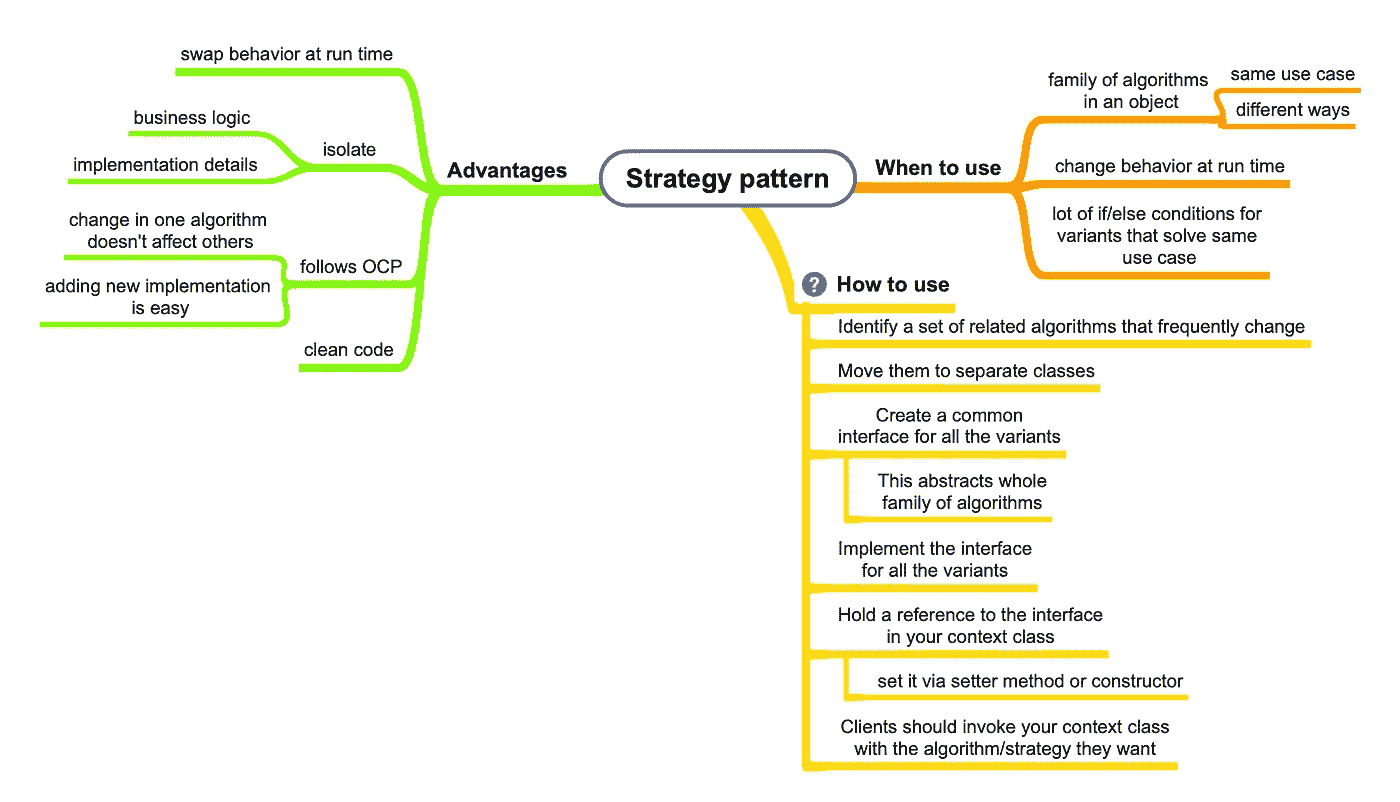 Strategy pattern
Advantages
swap behavior at run time
isolate
business logic
implementation details
follows OCP
change in one algorithm
doesn't affect others
adding new implementation
is easy
clean code
When to use
family of algorithms
in an object
same use case
different ways
change behavior at run time
lot of if/else conditions for
variants that solve same
use case
? How to use
Identify a set of related algorithms that frequently change
Move them to separate classes
Create a common
interface for all the variants
This abstracts whole
family of algorithms
Implement the interface
for all the variants
Hold a reference to the interface
in your context class
set it via setter method or constructor
Clients should invoke your context class
with the algorithm/strategy they want